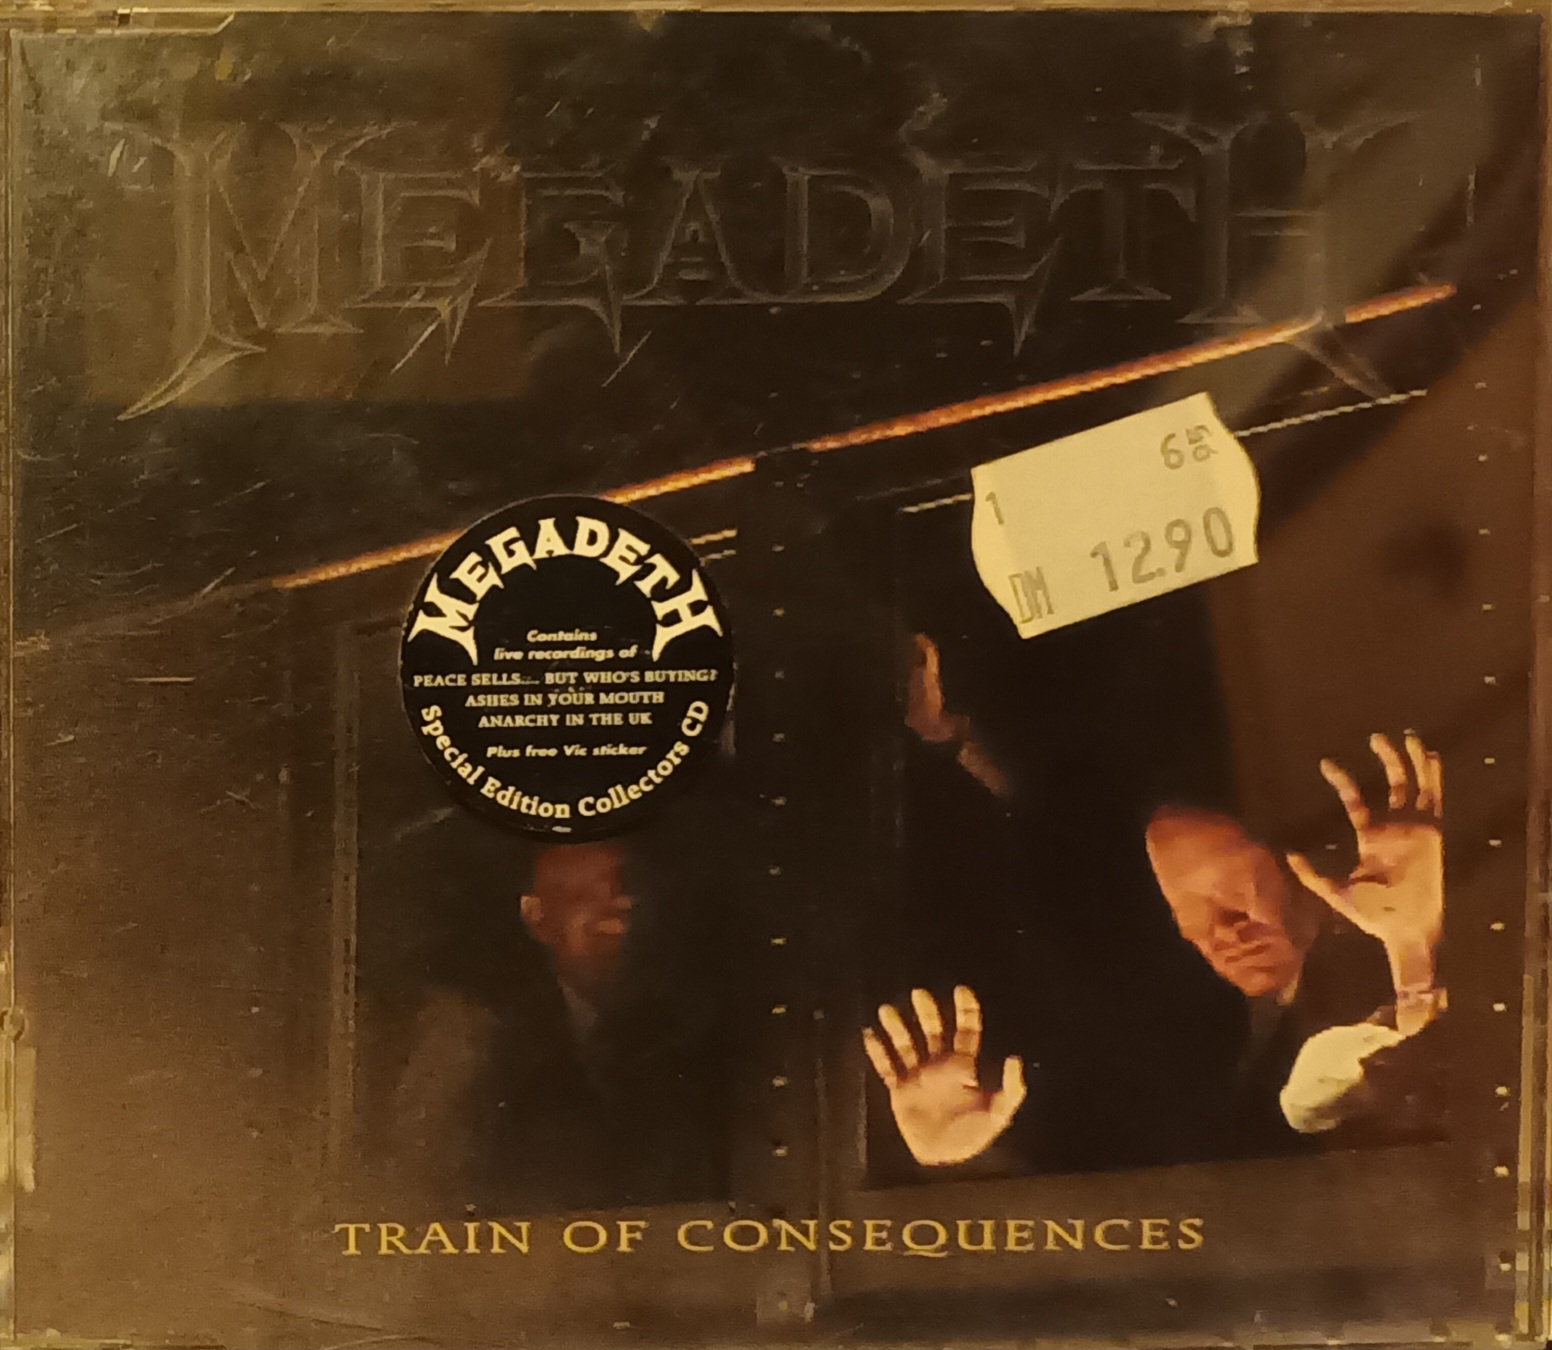 MEGADETH
6
1
DM 12.90
MEGADETH
Contains
live recordings of
PEACE SELLS... BUT WHO'S BUYING?
ASHES IN YOUR MOUTH
ANARCHY IN THE UK
Plus free Vic sticker
Special Edition Collectors CD
TRAIN OF CONSEQUENCES